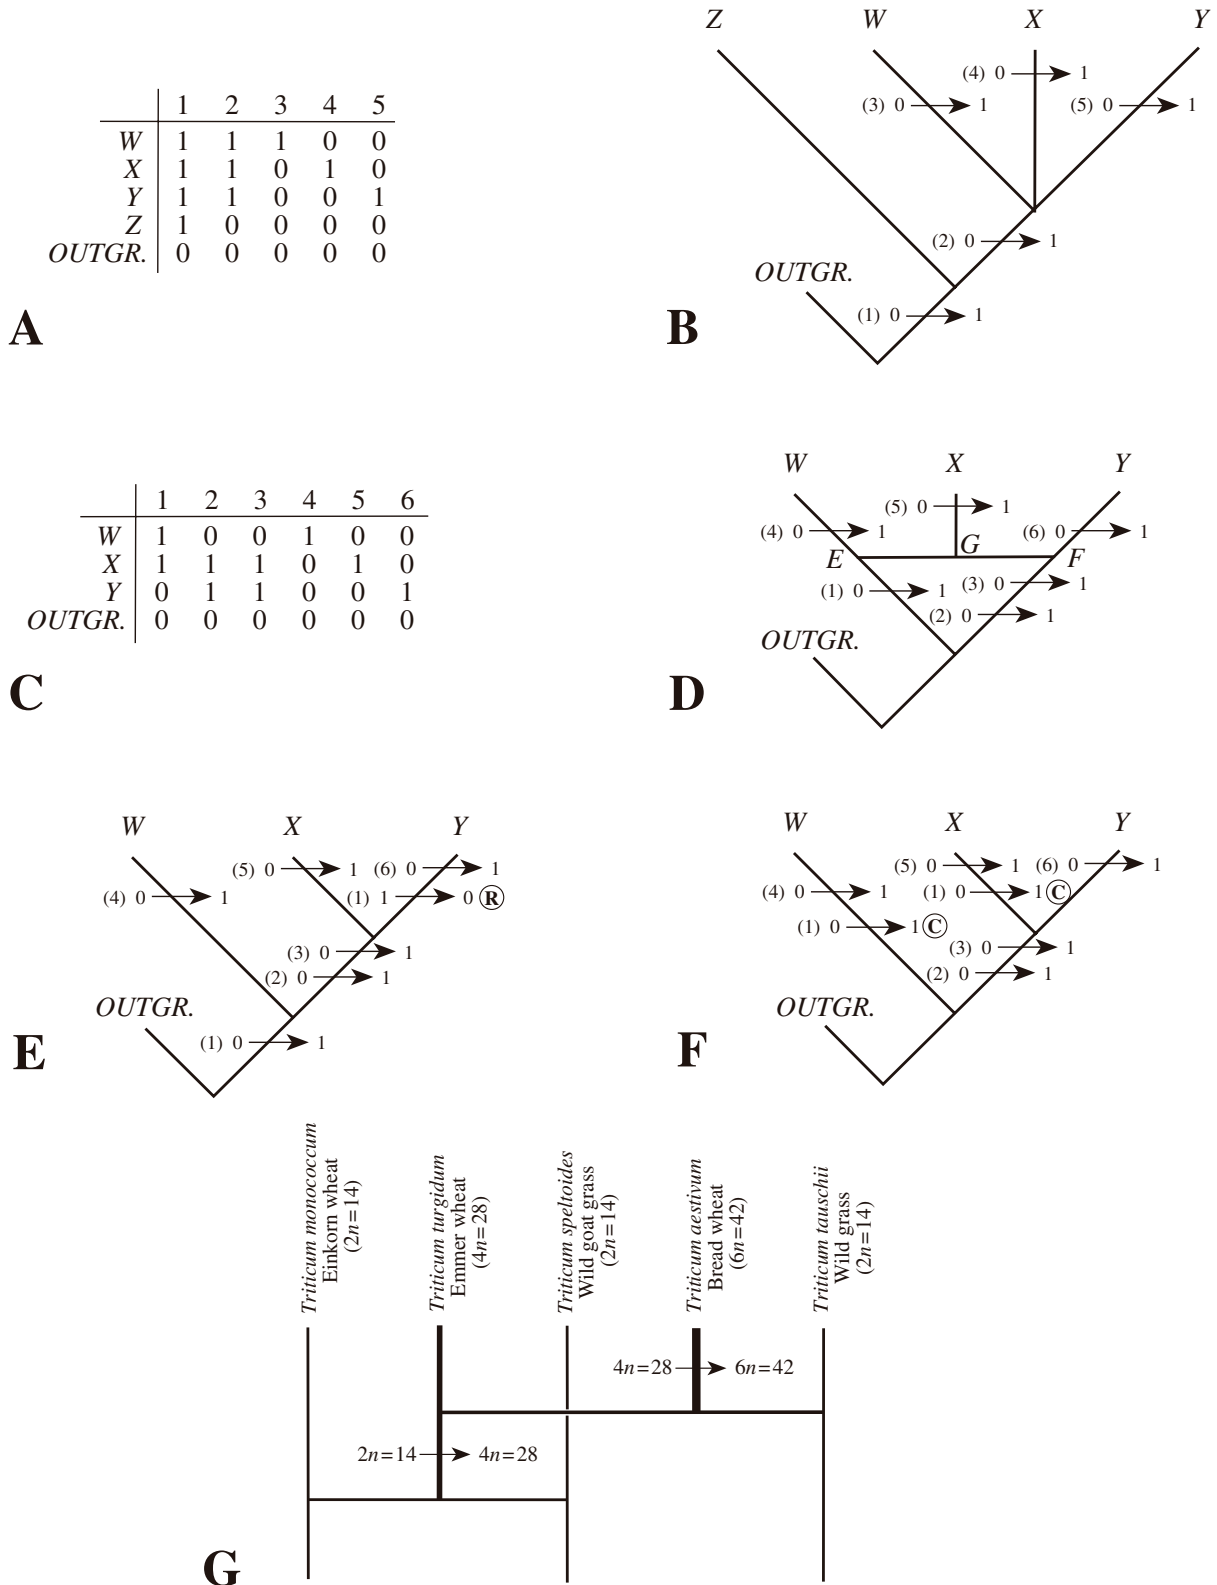 1 2 3 4 5
W 1 1 1 0 0
X 1 1 0 1 0
Y 1 1 0 0 1
Z 1 0 0 0 0
OUTGR. 0 0 0 0 0
A
Z W X Y
(4) 0 1
(3) 0 1 (5) 0 1
(2) 0 1
OUTGR.
(1) 0 1
B
1 2 3 4 5 6
W 1 0 0 1 0 0
X 1 1 1 0 1 0
Y 0 1 1 0 0 1
OUTGR. 0 0 0 0 0 0
C
W X Y
(5) 0 1
(4) 0 1 (6) 0 1
E G F
(1) 0 1 (3) 0 1
(2) 0 1
OUTGR.
D
W X Y
(5) 0 1 (6) 0 1
(4) 0 1 (1) 1 0 R
(3) 0 1
(2) 0 1
OUTGR.
(1) 0 1
E
W X Y
(5) 0 1 (6) 0 1
(4) 0 1 (1) 0 1 C
(1) 0 1 C
(3) 0 1
(2) 0 1
OUTGR.
F
Triticum monococcum
Einkorn wheat
(2n=14)
Triticum turgidum
Emmer wheat
(4n=28)
Triticum speltoides
Wild goat grass
(2n=14)
Triticum aestivum
Bread wheat
(6n=42)
Triticum tauschii
Wild grass
(2n=14)
4n=28 6n=42
2n=14 4n=28
G